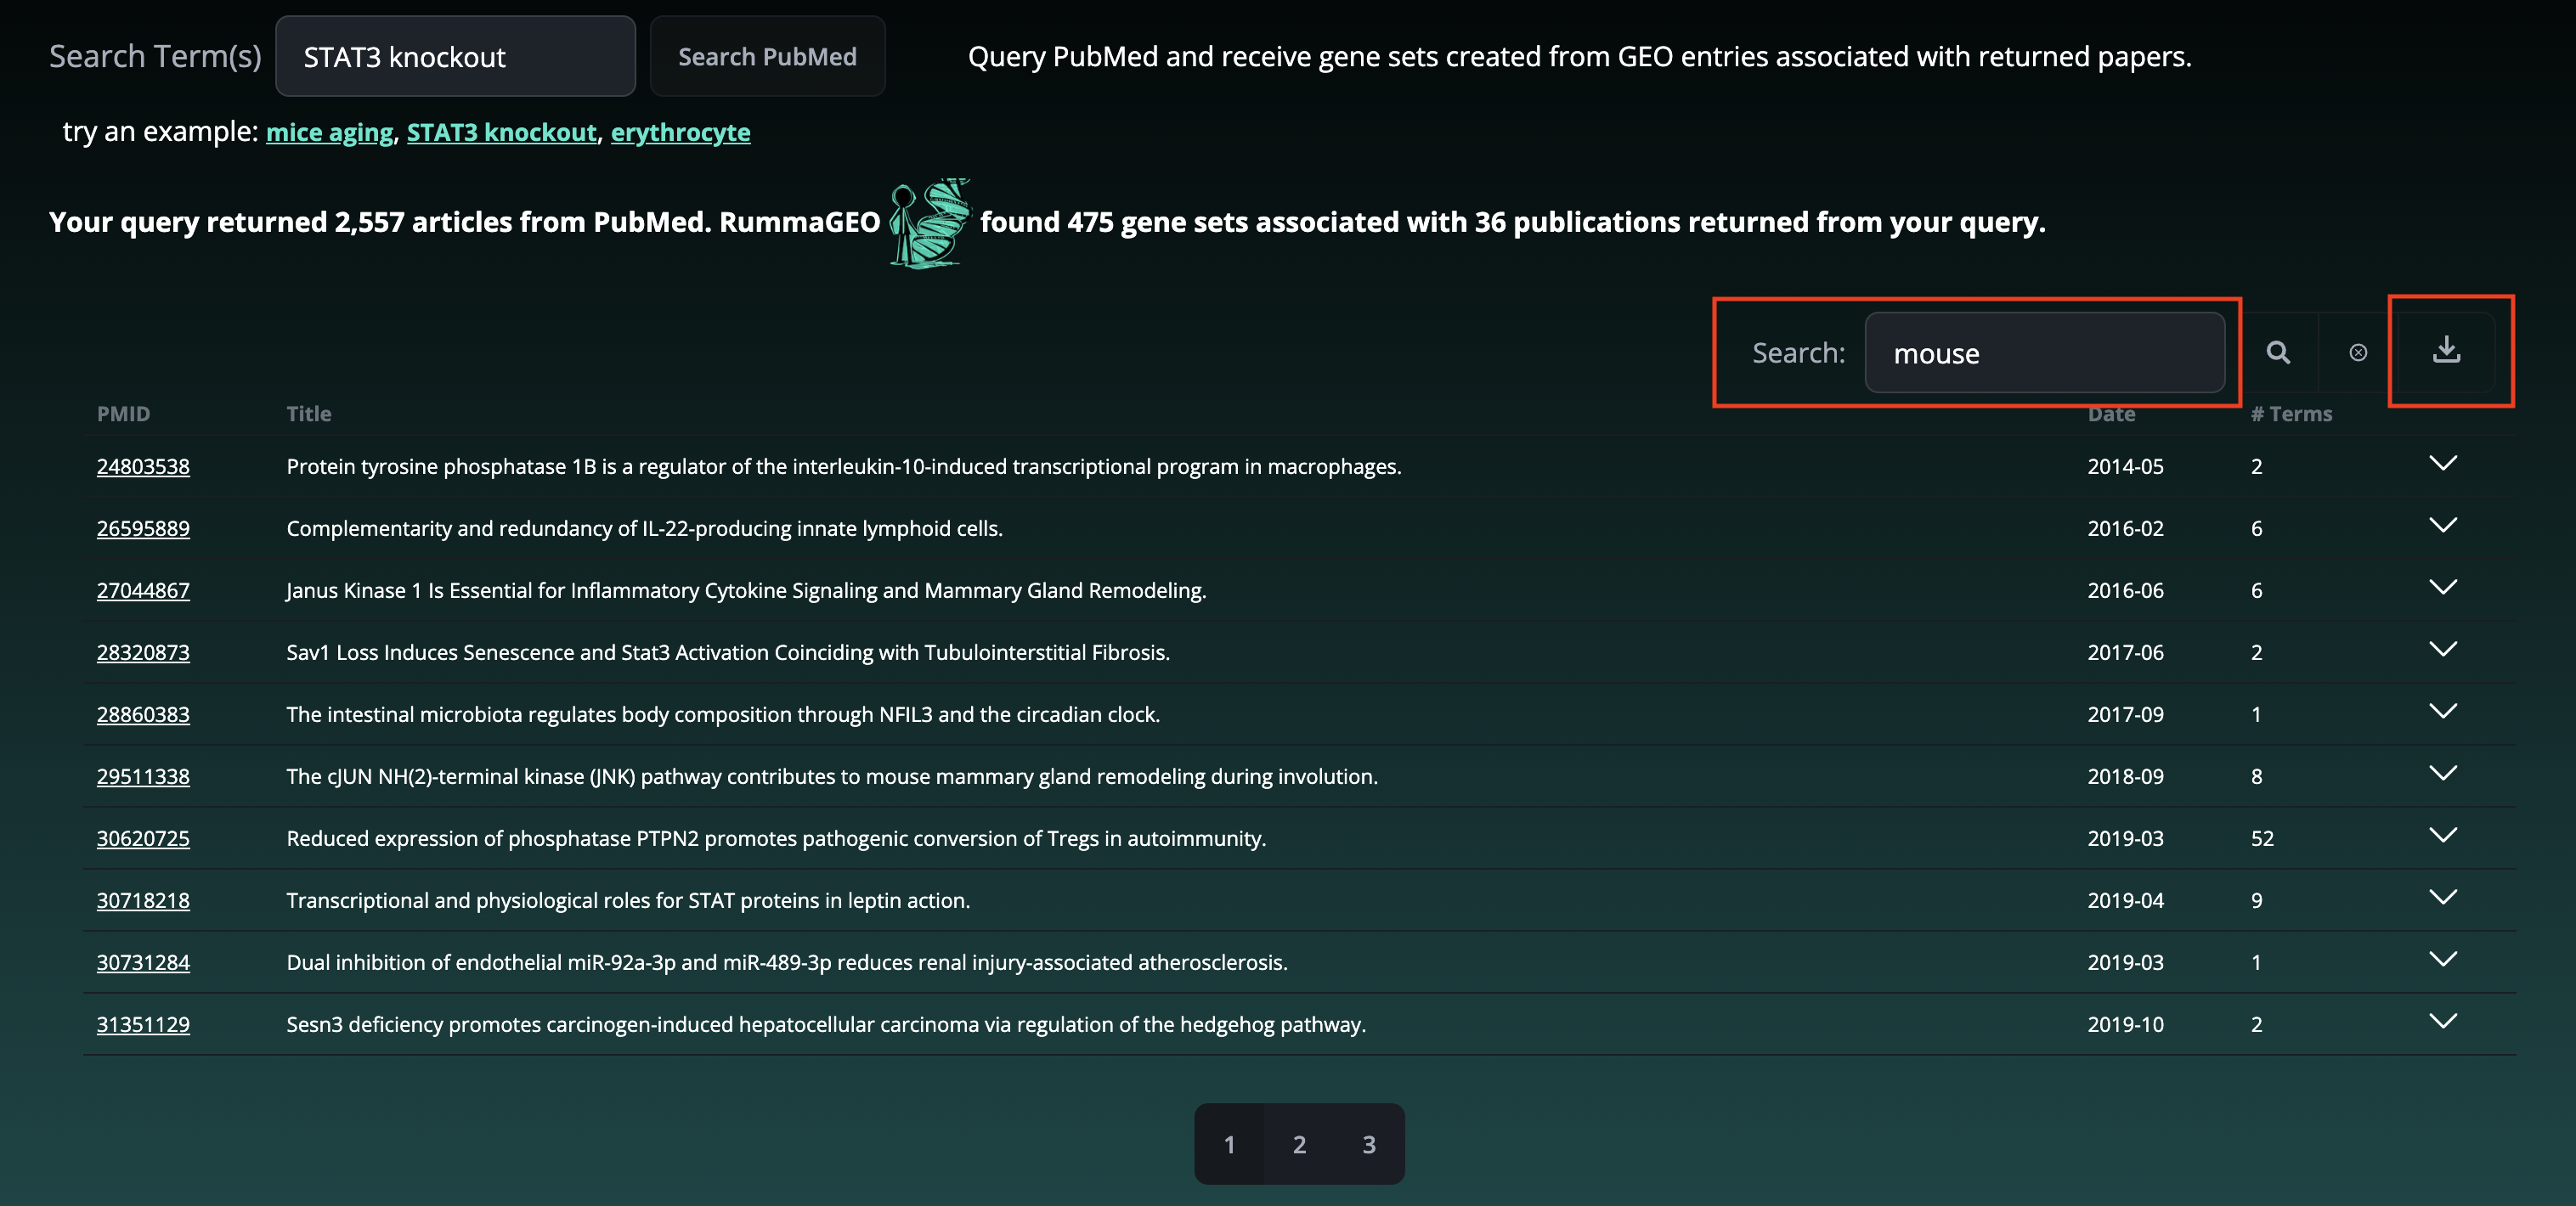 Search Term(s) STAT3 knockout Search PubMed Query PubMed and receive gene sets created from GEO entries associated with returned papers.
try an example: mice aging, STAT3 knockout, erythrocyte
Your query returned 2,557 articles from PubMed. RummaGEO found 475 gene sets associated with 36 publications returned from your query.
Search: mouse
PMID Title Date # Terms
24803538 Protein tyrosine phosphatase 1B is a regulator of the interleukin-10-induced transcriptional program in macrophages. 2014-05 2
26595889 Complementarity and redundancy of IL-22-producing innate lymphoid cells. 2016-02 6
27044867 Janus Kinase 1 Is Essential for Inflammatory Cytokine Signaling and Mammary Gland Remodeling. 2016-06 6
28320873 Sav1 Loss Induces Senescence and Stat3 Activation Coinciding with Tubulointerstitial Fibrosis. 2017-06 2
28860383 The intestinal microbiota regulates body composition through NFIL3 and the circadian clock. 2017-09 1
29511338 The cJUN NH(2)-terminal kinase (JNK) pathway contributes to mouse mammary gland remodeling during involution. 2018-09 8
30620725 Reduced expression of phosphatase PTPN2 promotes pathogenic conversion of Tregs in autoimmunity. 2019-03 52
30718218 Transcriptional and physiological roles for STAT proteins in leptin action. 2019-04 9
30731284 Dual inhibition of endothelial miR-92a-3p and miR-489-3p reduces renal injury-associated atherosclerosis. 2019-03 1
31351129 Sesn3 deficiency promotes carcinogen-induced hepatocellular carcinoma via regulation of the hedgehog pathway. 2019-10 2
1 2 3